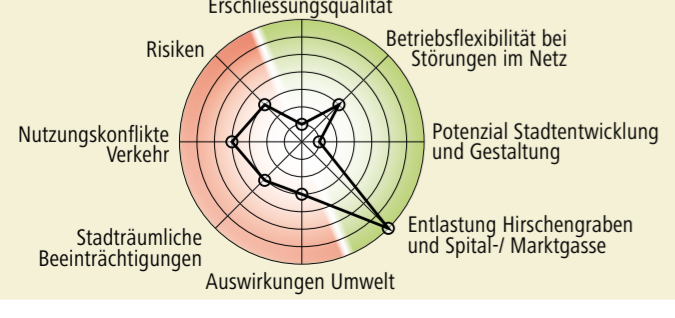 Erschliessungsqualität
Risiken
Betriebsflexibilität bei
Störungen im Netz
Nutzungskonflikte
Verkehr
Potenzial Stadtentwicklung
und Gestaltung
Entlastung Hirschengraben
und Spital-/ Marktgasse
Stadträumliche
Beeinträchtigungen
Auswirkungen Umwelt